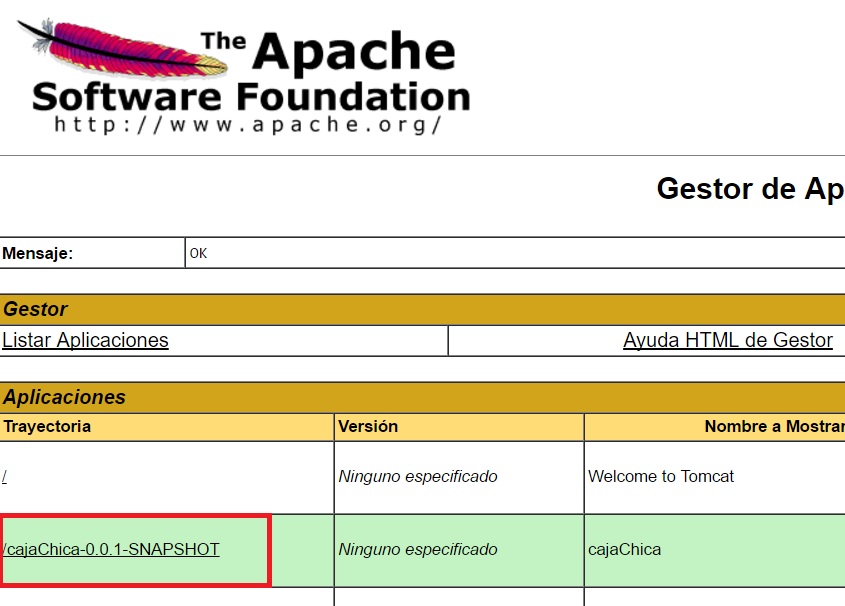 The Apache
Software Foundation
http://www.apache.org/
Gestor de Ap
Mensaje: OK
Gestor
Listar Aplicaciones Ayuda HTML de Gestor
Aplicaciones
Trayectoria Versión Nombre a Mostrar
/ Ninguno especificado Welcome to Tomcat
/cajaChica-0.0.1-SNAPSHOT Ninguno especificado cajaChica